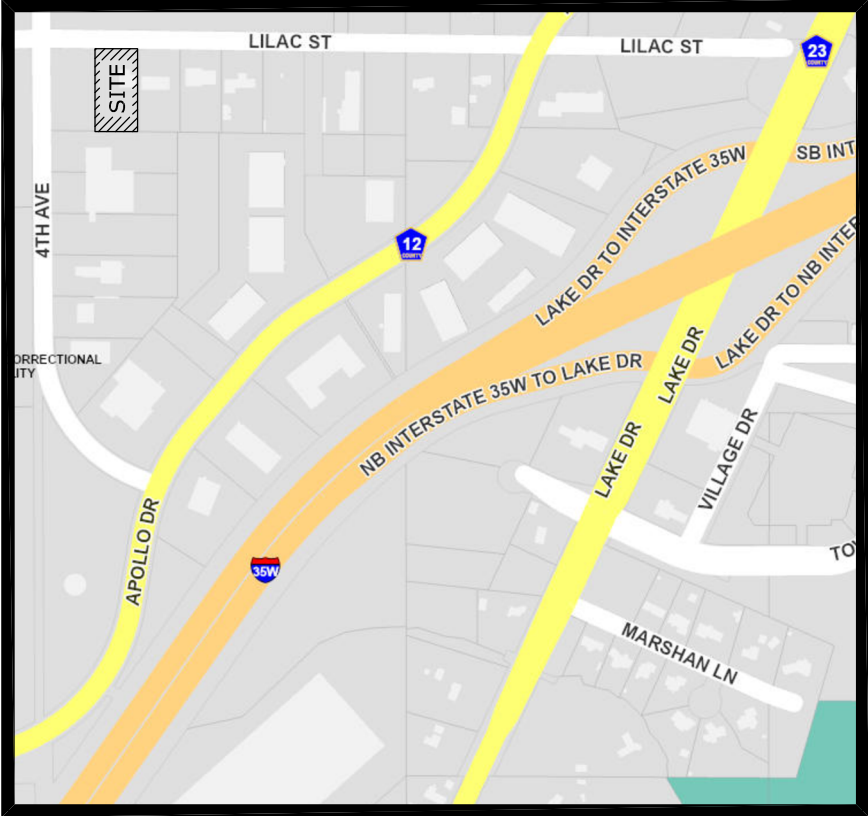 LILAC ST
LILAC ST
23
COUNTY
SITE
LAKE DR TO INTERSTATE 35W
SB INT
4TH AVE
12
COUNTY
LAKE DR TO NB INTER
ORRECTIONAL
ITY
NB INTERSTATE 35W TO LAKE DR
LAKE DR
LAKE DR
VILLAGE DR
APOLLO DR
35W
TO
MARSHAN LN